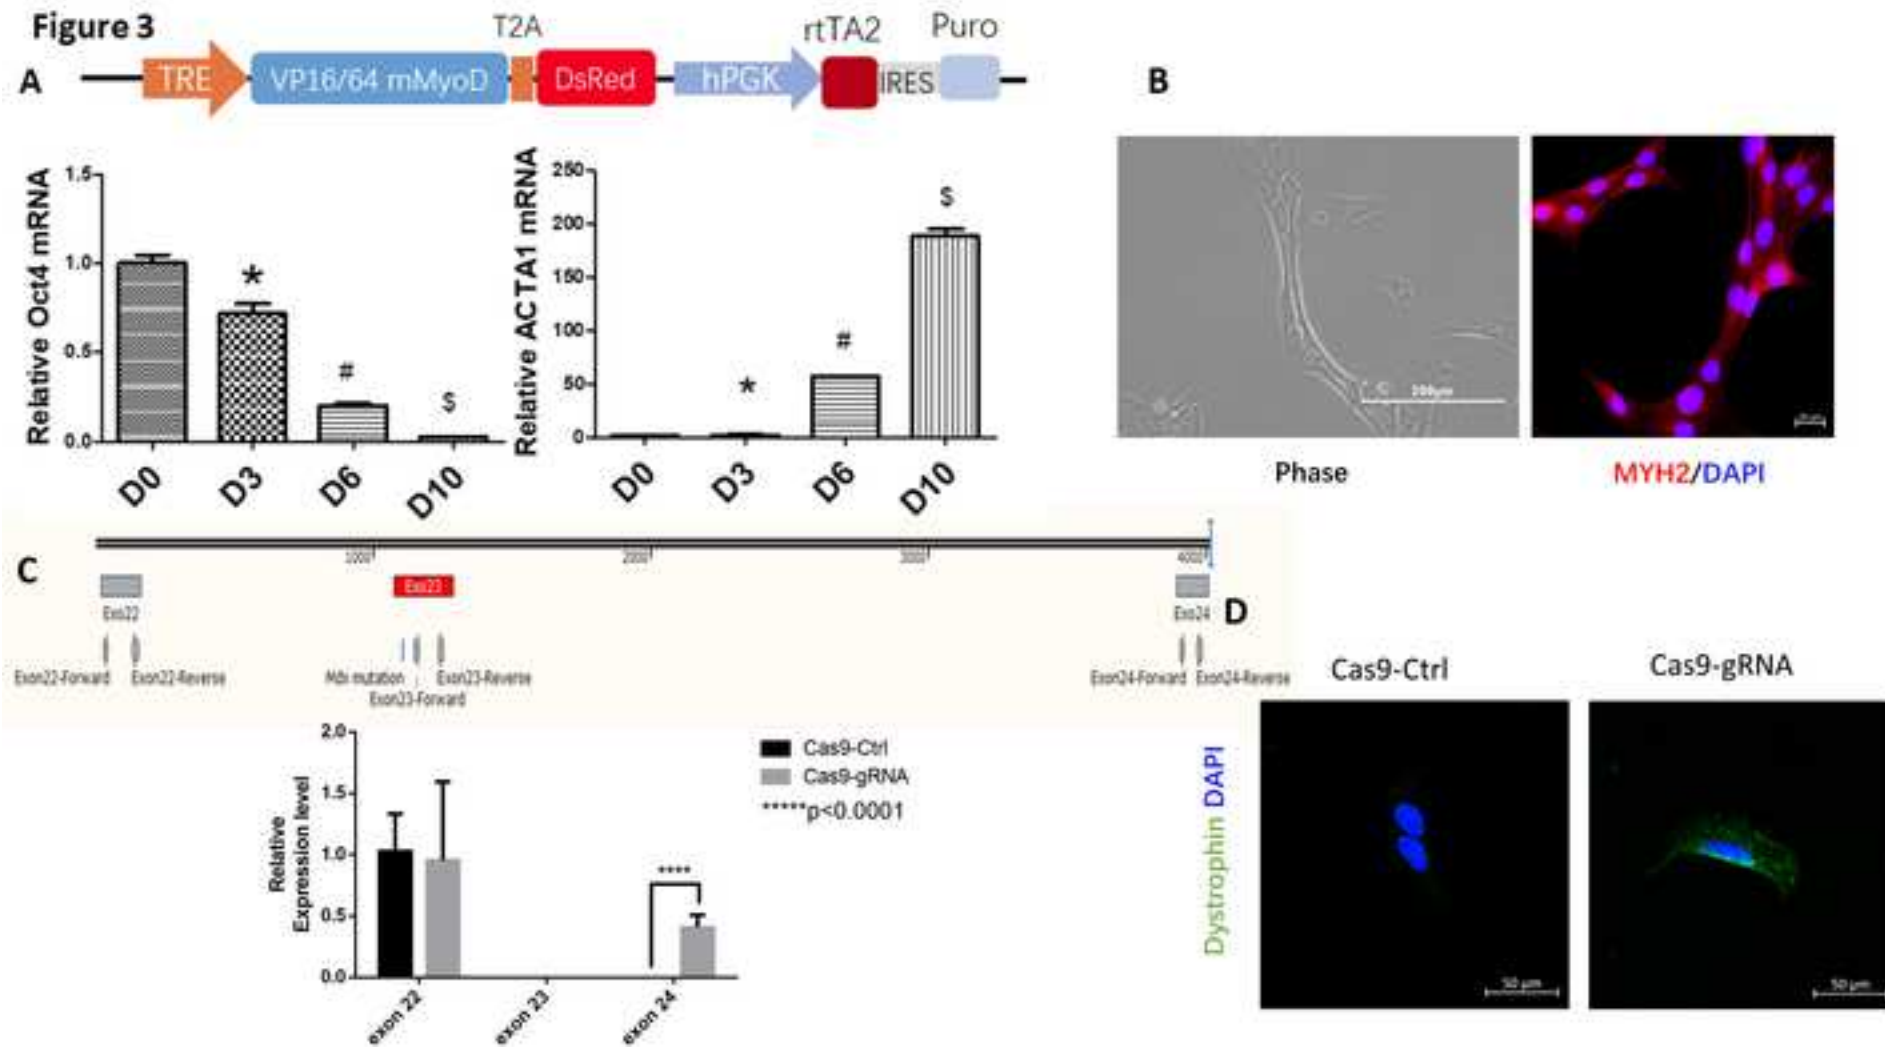 Figure 3
T2A
rtTA2
Puro
A
TRE
VP16/64 mMyoD
DsRed
hPGK
IRES
B
Relative Oct4 mRNA
1.5
1.0
0.5
0.0
*
#
$
D0
D3
D6
D10
Relative ACTA1 mRNA
250
200
150
100
50
0
*
#
$
D0
D3
D6
D10
200μm
Phase
MYH2/DAPI
C
1000
2000
3000
4000
Exo22
Exo23
Exo24
Exon22-Forward
Exon22-Reverse
Mdx mutation
Exon23-Forward
Exon23-Reverse
Exon24-Forward
Exon24-Reverse
Relative
Expression level
2.0
1.5
1.0
0.5
0.0
****
exon 22
exon 23
exon 24
Cas9-Ctrl
Cas9-gRNA
*****p<0.0001
D
Cas9-Ctrl
Cas9-gRNA
Dystrophin DAPI
50 μm
50 μm